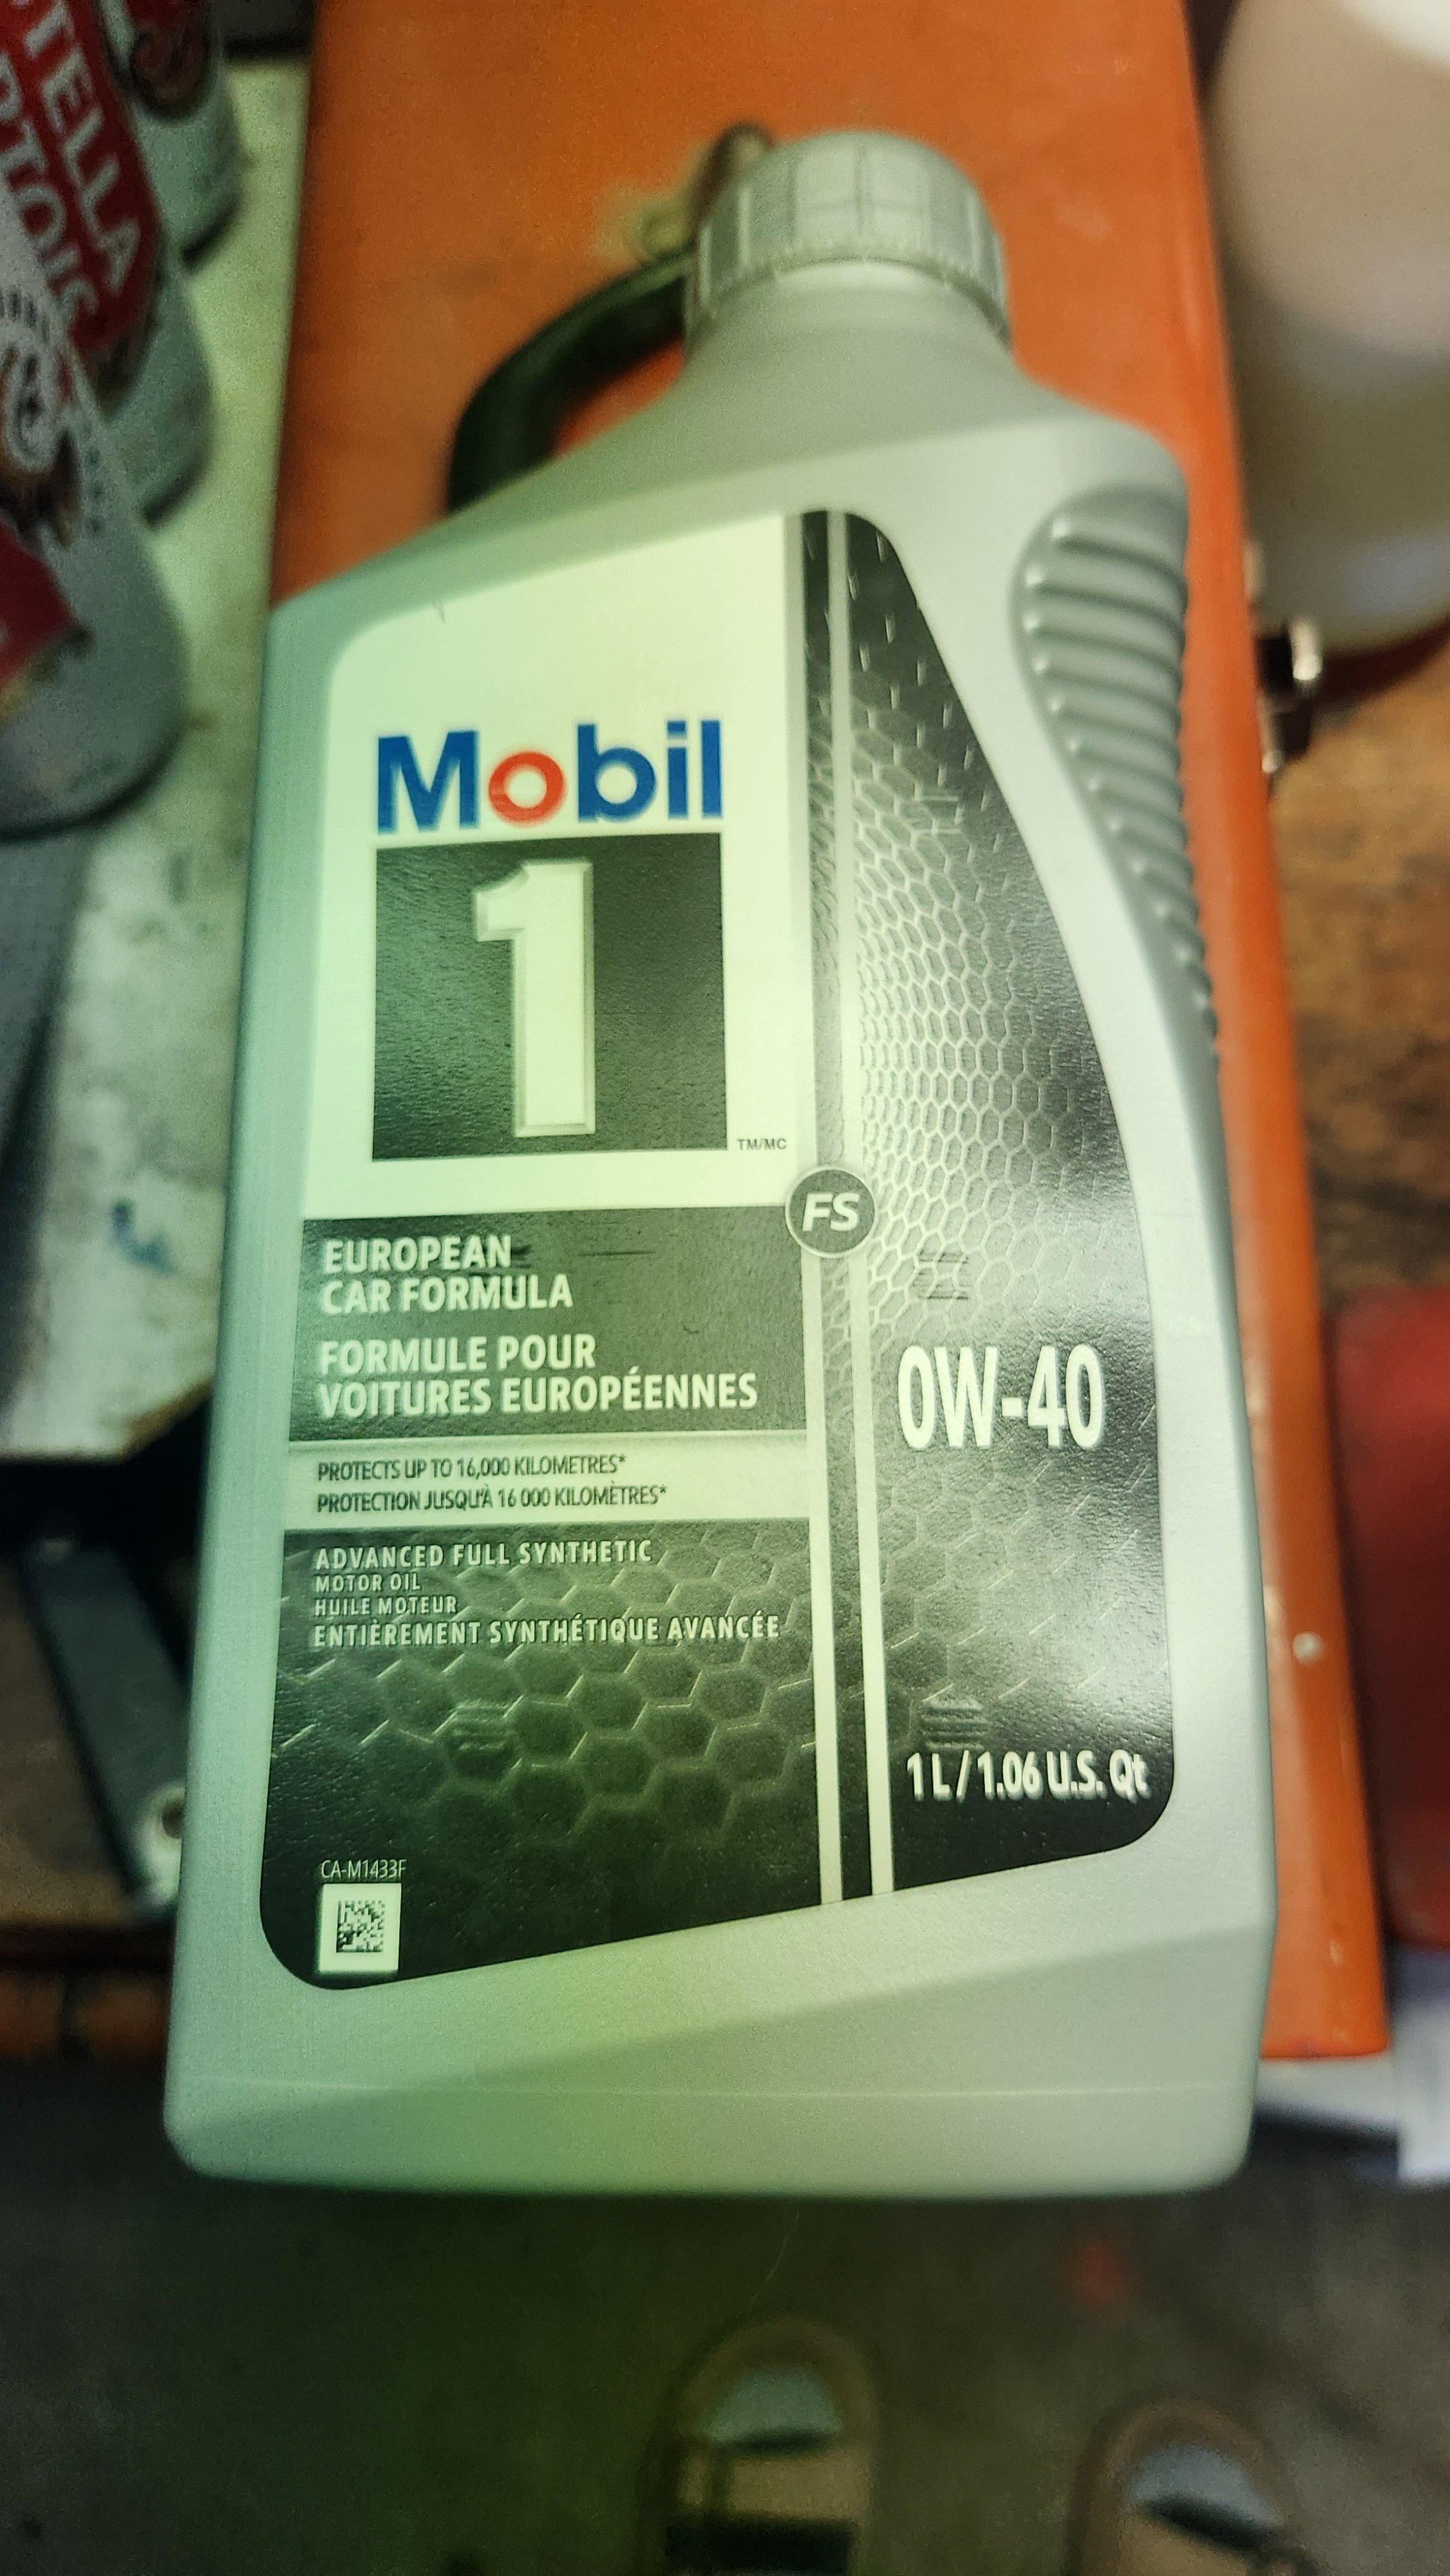 STELLA
ARTOIS
Mobil
1
TM/MC
FS
EUROPEAN
CAR FORMULA
FORMULE POUR
VOITURES EUROPÉENNES
PROTECTS UP TO 16,000 KILOMETRES*
PROTECTION JUSQU'À 16 000 KILOMÈTRES*
ADVANCED FULL SYNTHETIC
MOTOR OIL
HUILE MOTEUR
ENTIÈREMENT SYNTHÉTIQUE AVANCÉE
0W-40
1 L / 1.06 U.S. Qt
CA-M1433F